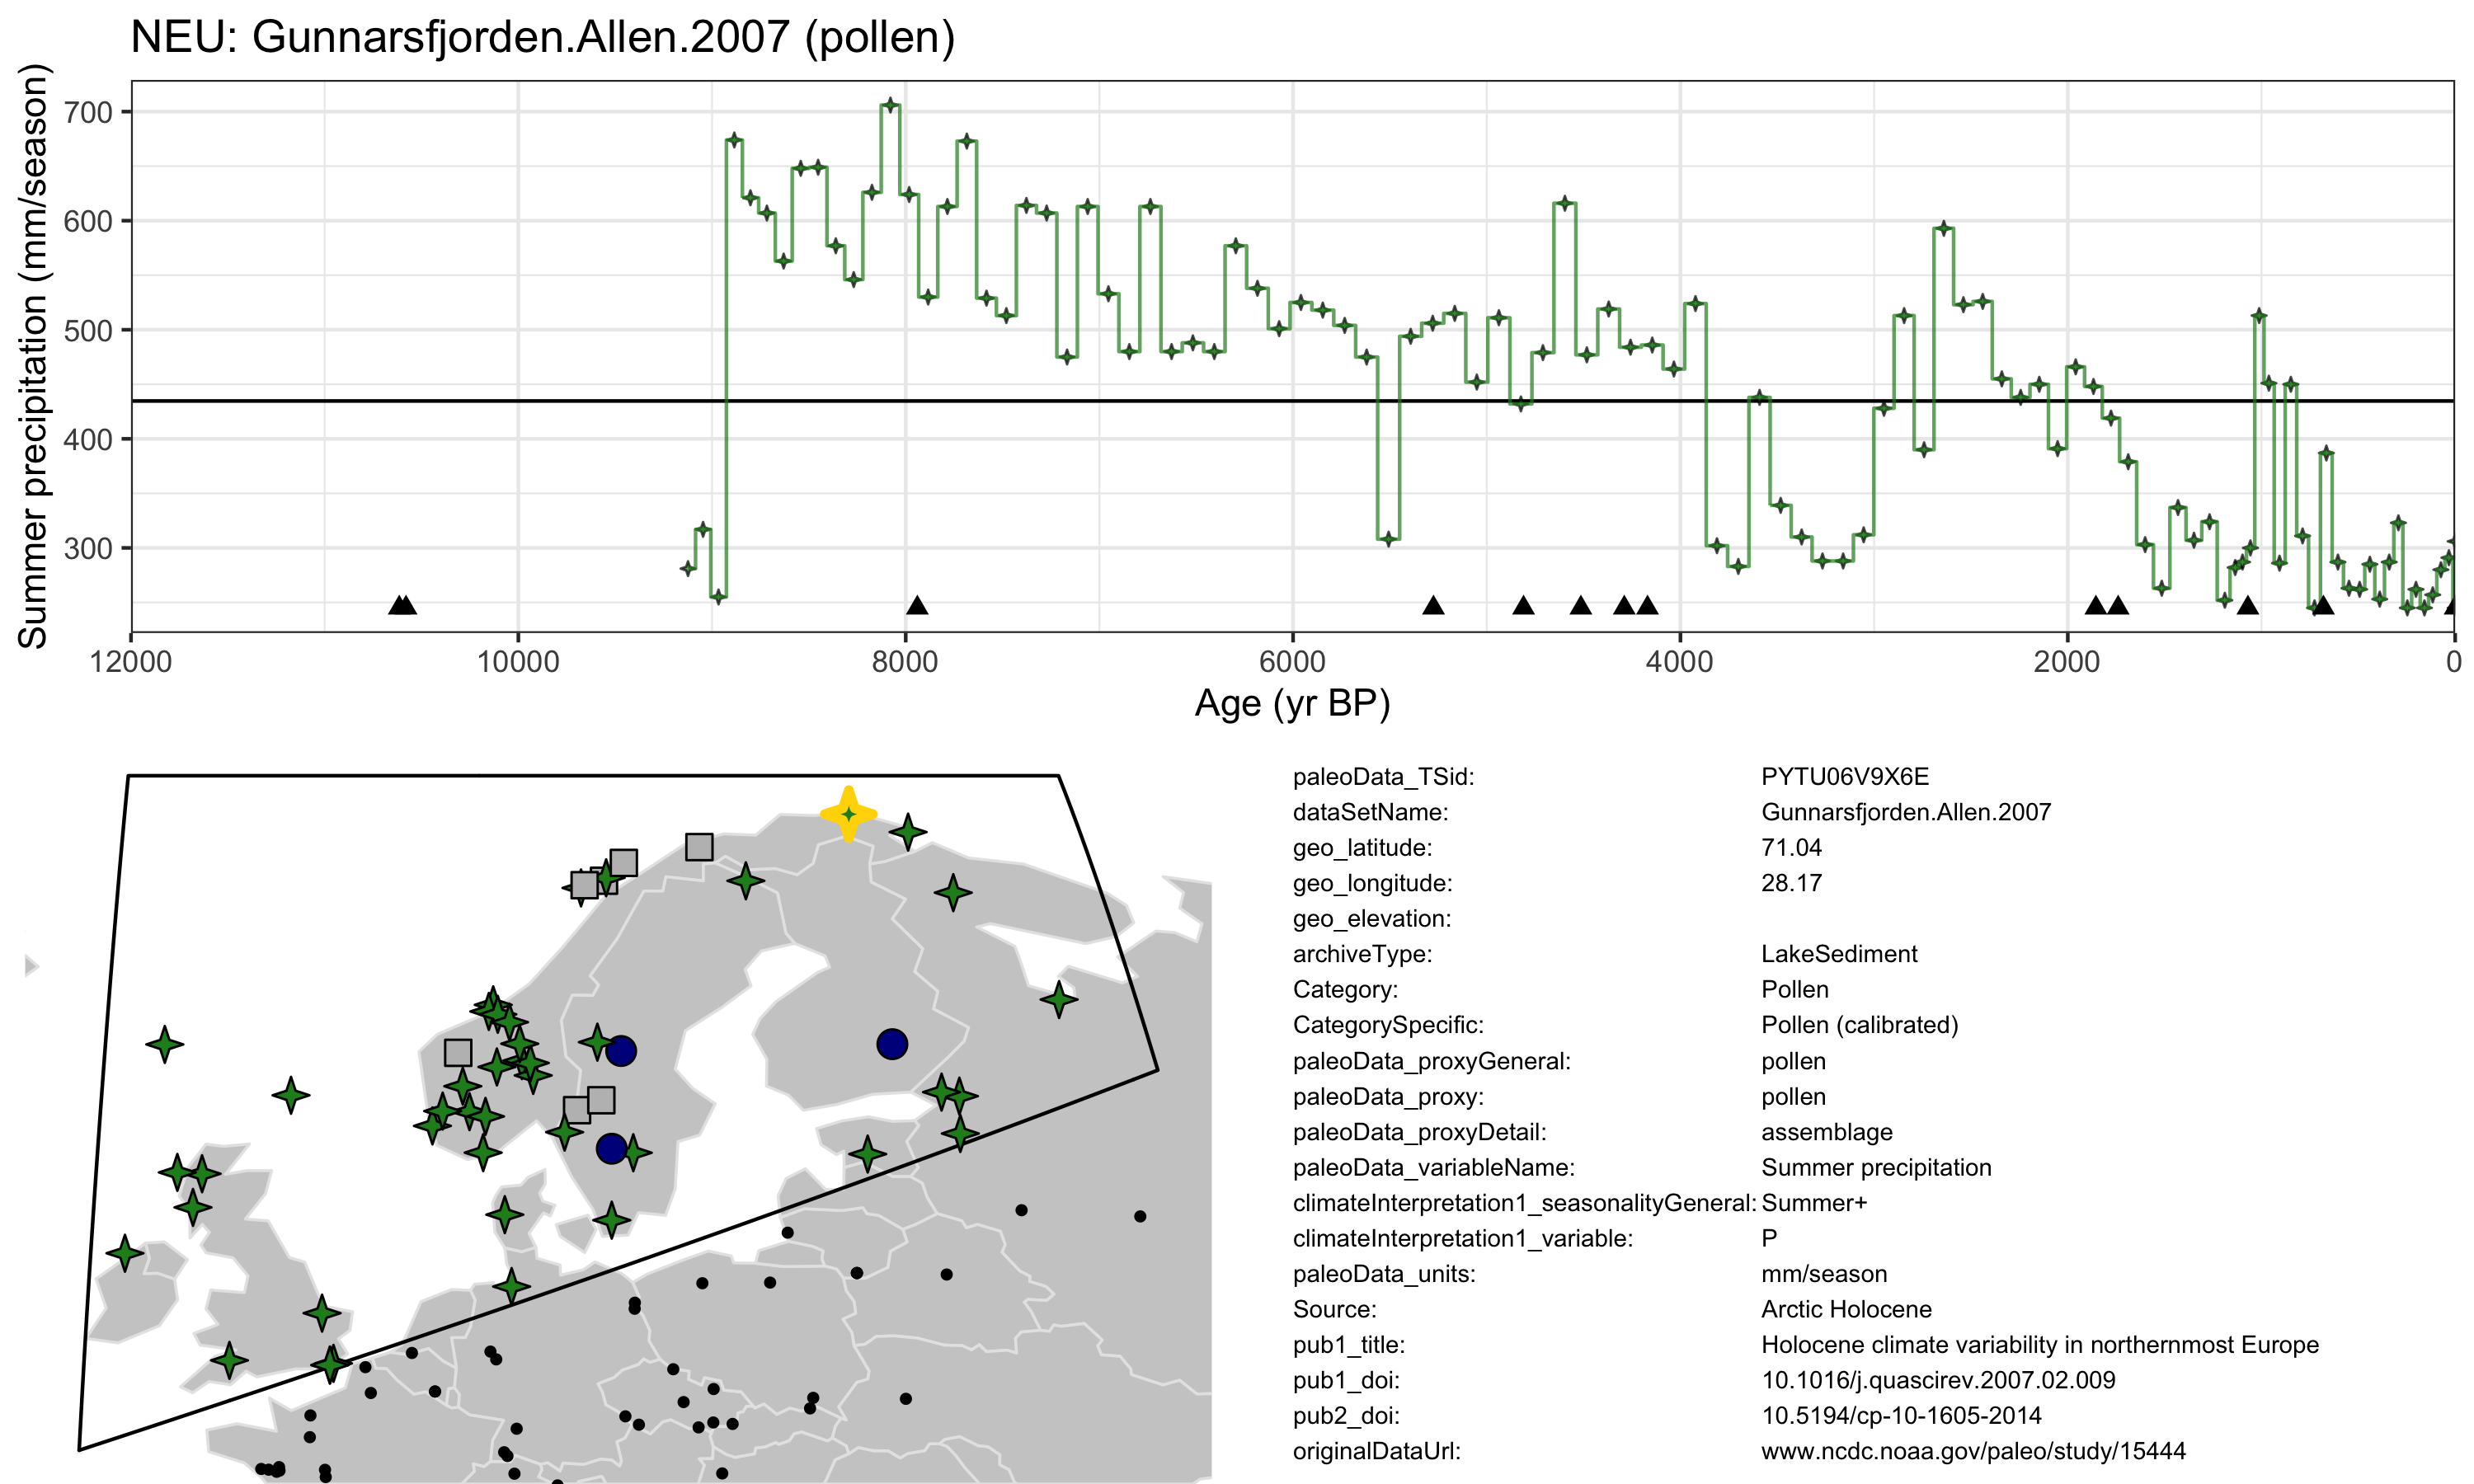 NEU: Gunnarsfjorden.Allen.2007 (pollen)
Summer precipitation (mm/season)
700
600
500
400
300
12000 10000 8000 6000 4000 2000 0
Age (yr BP)
paleoData_TSid: PYTU06V9X6E
dataSetName: Gunnarsfjorden.Allen.2007
geo_latitude: 71.04
geo_longitude: 28.17
geo_elevation:
archiveType: LakeSediment
Category: Pollen
CategorySpecific: Pollen (calibrated)
paleoData_proxyGeneral: pollen
paleoData_proxy: pollen
paleoData_proxyDetail: assemblage
paleoData_variableName: Summer precipitation
climateInterpretation1_seasonalityGeneral: Summer+
climateInterpretation1_variable: P
paleoData_units: mm/season
Source: Arctic Holocene
pub1_title: Holocene climate variability in northernmost Europe
pub1_doi: 10.1016/j.quascirev.2007.02.009
pub2_doi: 10.5194/cp-10-1605-2014
originalDataUrl: www.ncdc.noaa.gov/paleo/study/15444